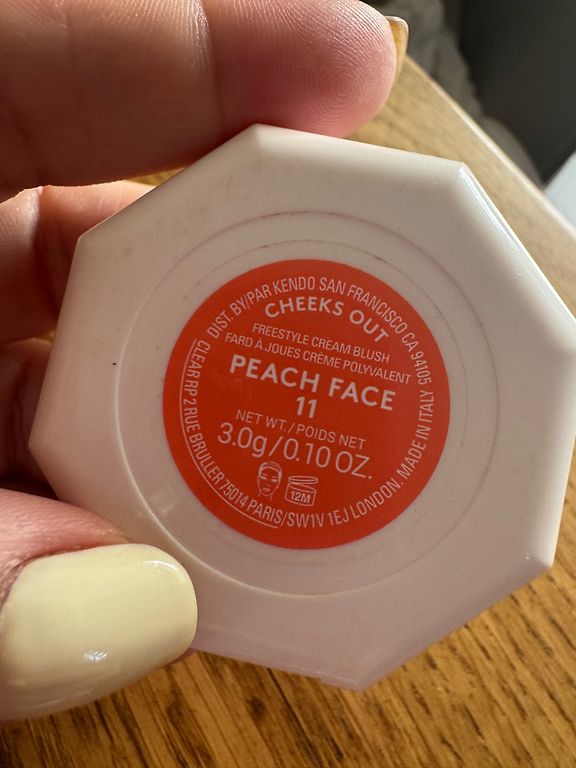 DIST. BY/PAR KENDO SAN FRANCISCO CA 94105
CHEEKS OUT
FREESTYLE CREAM BLUSH
FARD À JOUES CRÈME POLYVALENT
PEACH FACE
11
NET WT./POIDS NET
3.0g/0.10 OZ.
12M
CLEARRP 2 RUE BRULLER 75014 PARIS/SW1V 1EJ LONDON. MADE IN ITALY